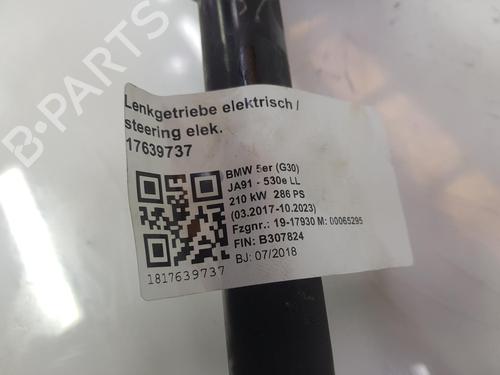 Lenkgetriebe elektrisch /
steering elek.
17639737
BMW 5er (G30)
JA91 - 530e LL
210 kW 286 PS
(03.2017-10.2023)
Fzgnr.: 19-17930 M: 00065295
FIN: B307824
BJ: 07/2018
1817639737